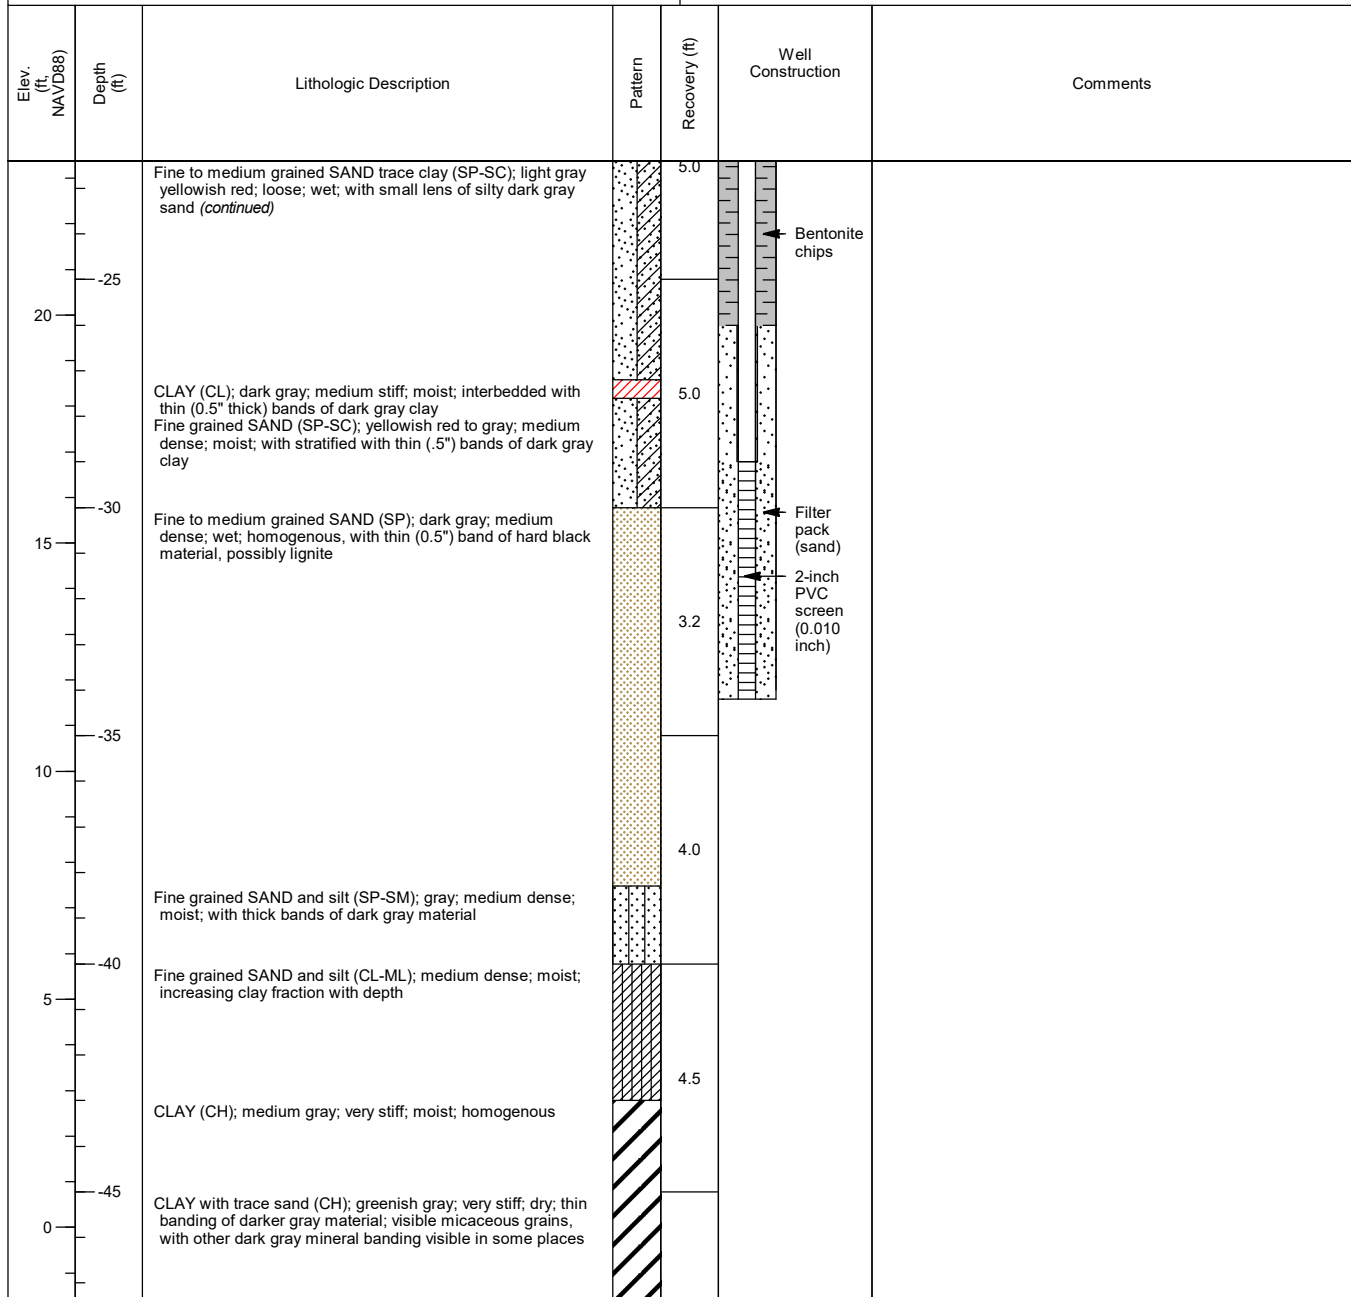 Elev.
(ft,
NAVD88)
Depth
(ft)
Lithologic Description
Pattern
Recovery (ft)
Well
Construction
Comments
Fine to medium grained SAND trace clay (SP-SC); light gray
yellowish red; loose; wet; with small lens of silty dark gray
sand (continued)
5.0
Bentonite
chips
-25
20
CLAY (CL); dark gray; medium stiff; moist; interbedded with
thin (0.5" thick) bands of dark gray clay
5.0
Fine grained SAND (SP-SC); yellowish red to gray; medium
dense; moist; with stratified with thin (.5") bands of dark gray
clay
-30
Fine to medium grained SAND (SP); dark gray; medium
dense; wet; homogenous, with thin (0.5") band of hard black
material, possibly lignite
Filter
pack
(sand)
15
2-inch
PVC
screen
(0.010
inch)
3.2
-35
10
4.0
Fine grained SAND and silt (SP-SM); gray; medium dense;
moist; with thick bands of dark gray material
-40
Fine grained SAND and silt (CL-ML); medium dense; moist;
increasing clay fraction with depth
5
4.5
CLAY (CH); medium gray; very stiff; moist; homogenous
-45
CLAY with trace sand (CH); greenish gray; very stiff; dry; thin
banding of darker gray material; visible micaceous grains,
with other dark gray mineral banding visible in some places
0